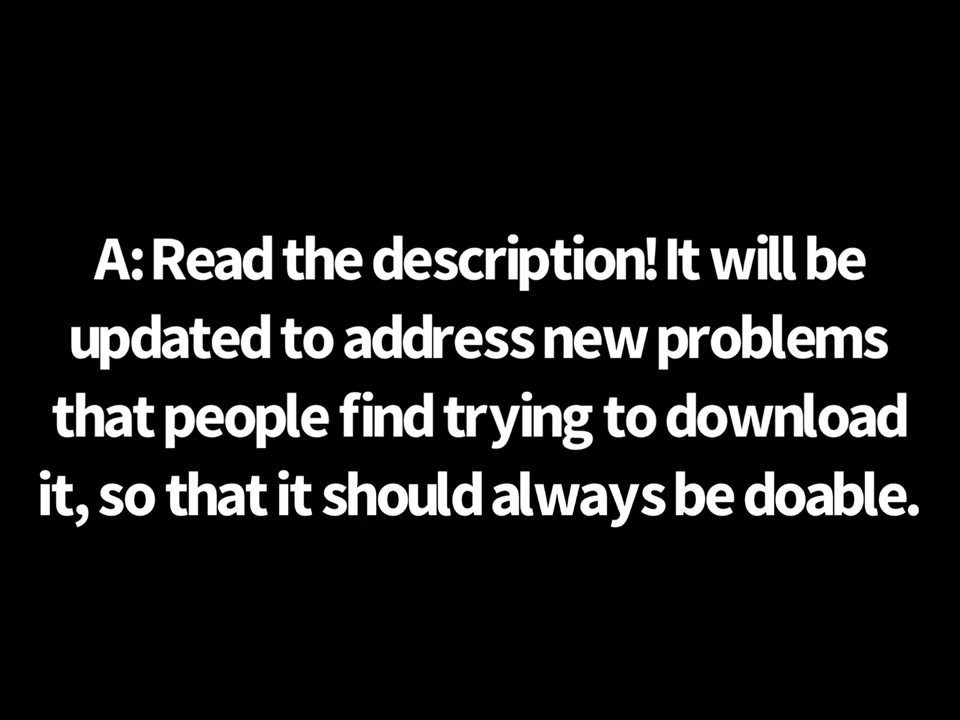 A: Read the description! It will be
updated to address new problems
that people find trying to download
it, so that it should always be doable.